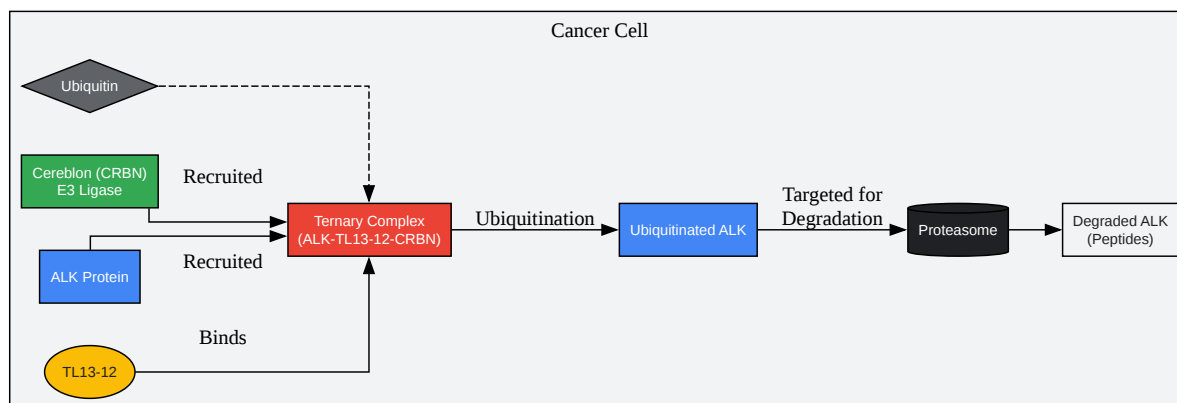 Cancer Cell
Ubiquitin
Cereblon (CRBN)
E3 Ligase
Recruited
ALK Protein
Recruited
TL13-12
Binds
Ternary Complex
(ALK-TL13-12-CRBN)
Ubiquitination
Ubiquitinated ALK
Targeted for
Degradation
Proteasome
Degraded ALK
(Peptides)